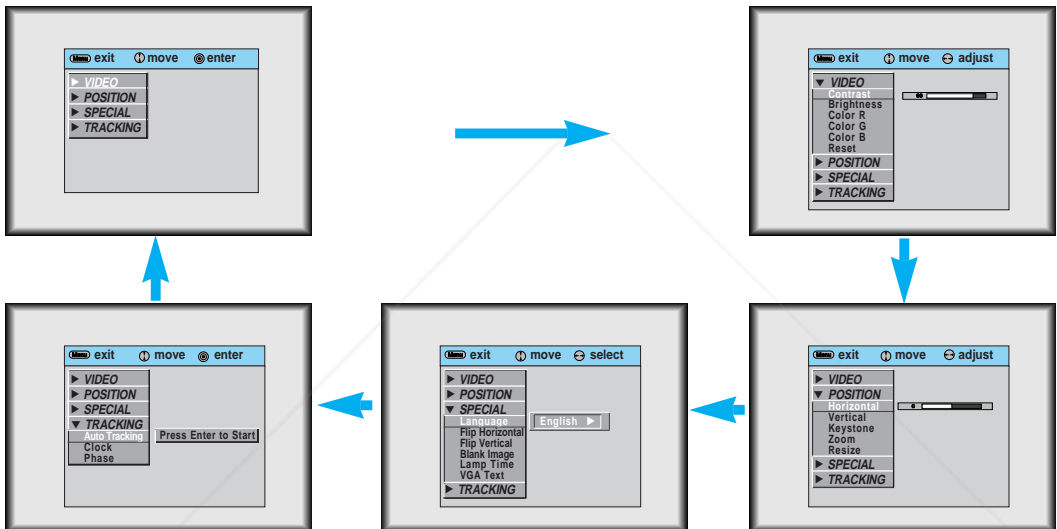 Menu exit move enter
VIDEO
POSITION
SPECIAL
TRACKING
Menu exit move adjust
VIDEO
Contrast
Brightness
Color R
Color G
Color B
Reset
POSITION
SPECIAL
TRACKING
Menu exit move enter
VIDEO
POSITION
SPECIAL
TRACKING
Auto Tracking Press Enter to Start
Clock
Phase
Menu exit move select
VIDEO
POSITION
SPECIAL
Language English
Flip Horizontal
Flip Vertical
Blank Image
Lamp Time
VGA Text
TRACKING
Menu exit move adjust
VIDEO
POSITION
Horizontal
Vertical
Keystone
Zoom
Resize
SPECIAL
TRACKING